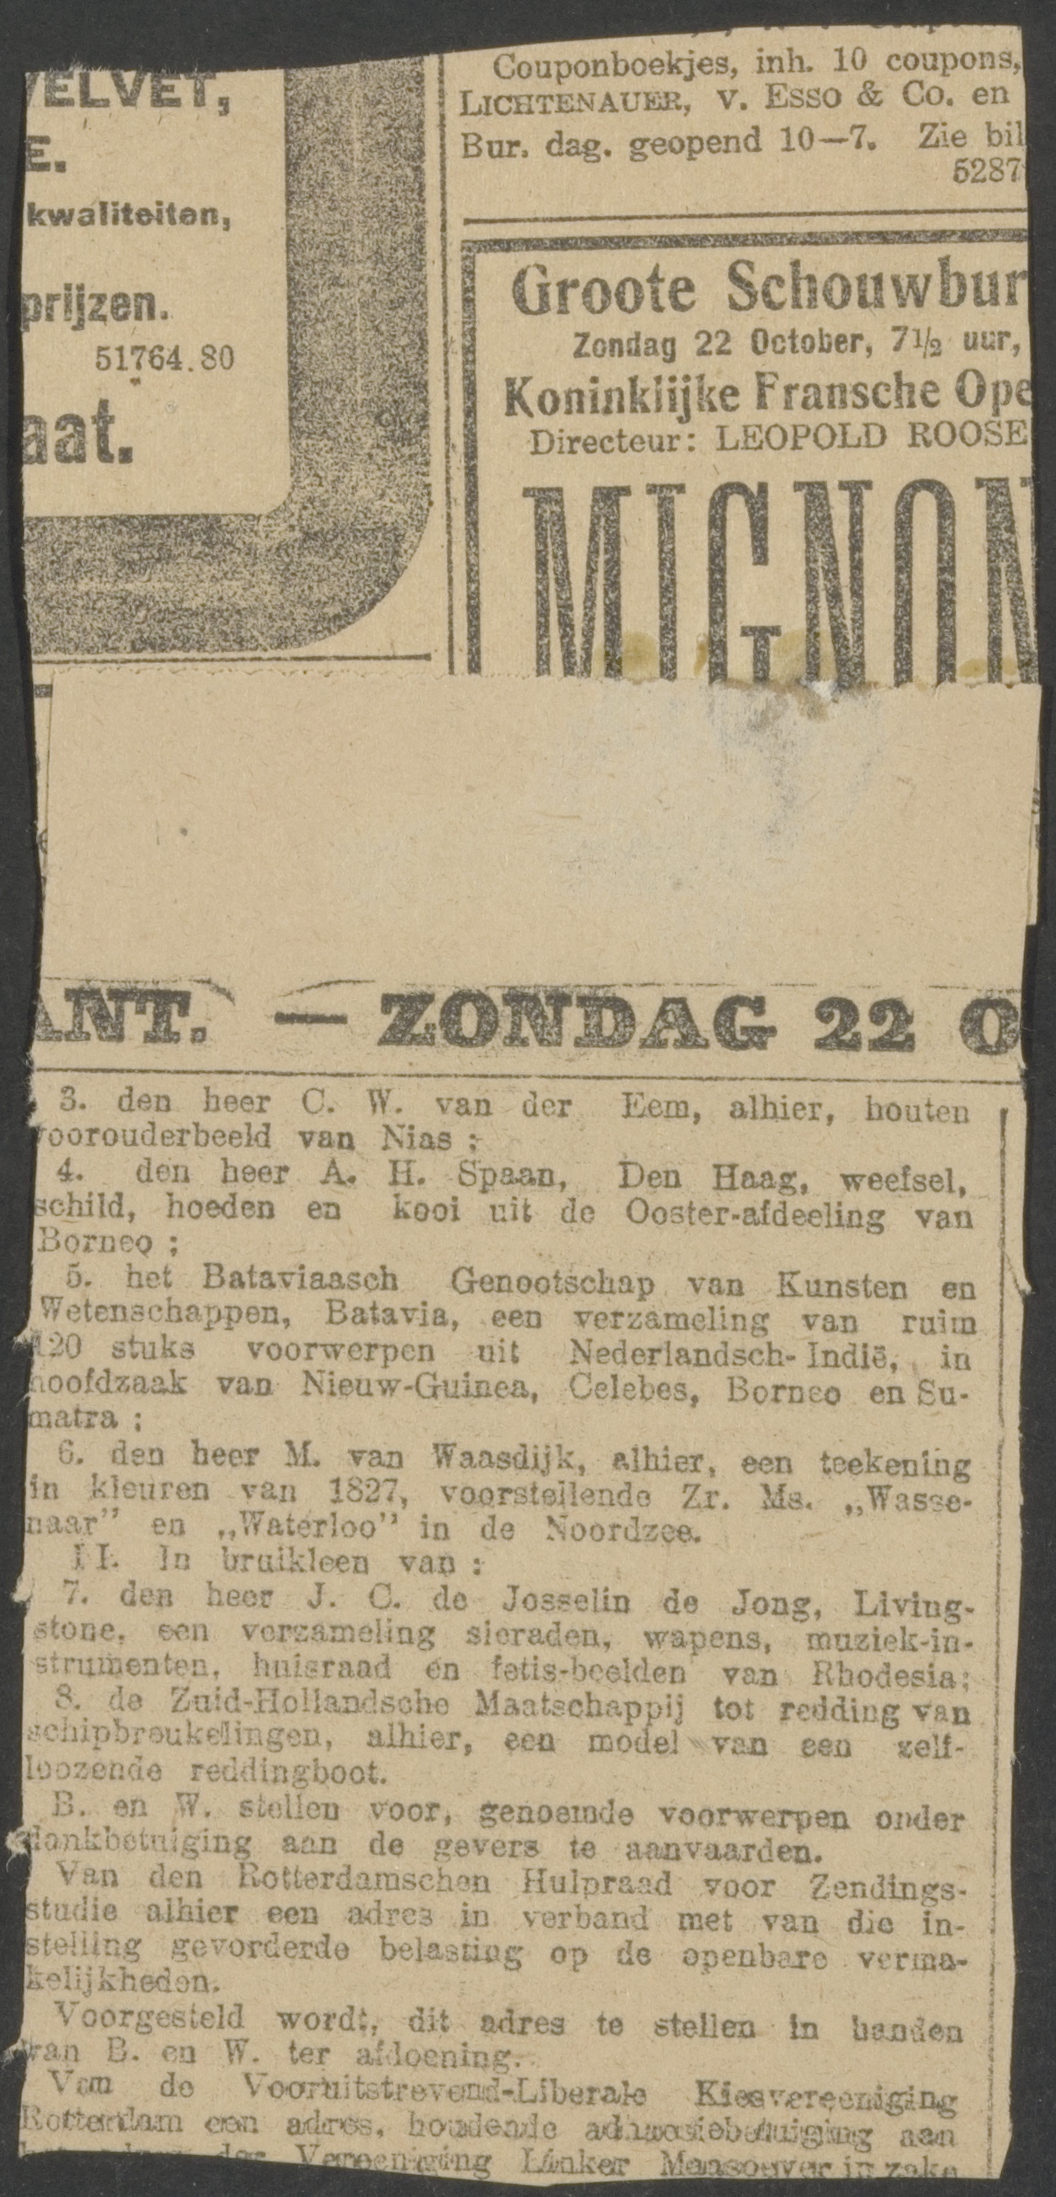 VELVET,
E.
kwaliteiten,
prijzen.
51764.80
aat.
Couponboekjes, inh. 10 coupons,
LICHTENAUER, v. Esso & Co. en
Bur. dag. geopend 10—7. Zie bil
5287
Groote Schouwbur
Zondag 22 October, 7½ uur,
Koninklijke Fransche Ope
Directeur: LEOPOLD ROOSE
MIGNON
ANT. — ZONDAG 22 O
3. den heer C. W. van der Eem, alhier, houten
voorouderbeeld van Nias ;
4. den heer A. H. Spaan, Den Haag, weefsel,
schild, hoeden en kooi uit de Ooster-afdeeling van
Borneo ;
5. het Bataviaasch Genootschap van Kunsten en
Wetenschappen, Batavia, een verzameling van ruim
120 stuks voorwerpen uit Nederlandsch-Indië, in
hoofdzaak van Nieuw-Guinea, Celebes, Borneo en Su-
matra ;
6. den heer M. van Waasdijk, alhier, een teekening
in kleuren van 1827, voorstellende Zr. Ms. „Wasse-
naar” en „Waterloo” in de Noordzee.
II. In bruikleen van :
7. den heer J. C. de Josselin de Jong, Living-
stone, een verzameling sieraden, wapens, muziek-in-
strumenten, huisraad en fetis-beelden van Rhodesia;
8. de Zuid-Hollandsche Maatschappij tot redding van
schipbreukelingen, alhier, een model van een zelf-
loozende reddingboot.
B. en W. stellen voor, genoemde voorwerpen onder
dankbetuiging aan de gevers te aanvaarden.
Van den Rotterdamschen Hulpraad voor Zendings-
studie alhier een adres in verband met van die in-
stelling gevorderde belasting op de openbare verma-
kelijkheden.
Voorgesteld wordt, dit adres te stellen in handen
van B. en W. ter afdoening.
Van de Vooruitstrevend-Liberale Kiesvereeniging
Rotterdam een adres, houdende adhaesiebetuiging aan
der Vereeniging Linker Maasoever in zake